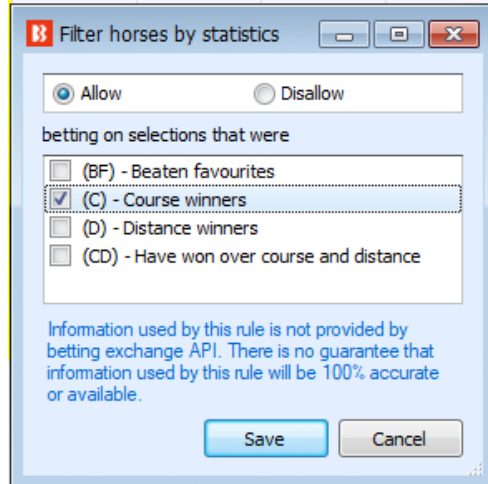 Filter horses by statistics
Allow Disallow
betting on selections that were
(BF) - Beaten favourites
(C) - Course winners
(D) - Distance winners
(CD) - Have won over course and distance
Information used by this rule is not provided by
betting exchange API. There is no guarantee that
information used by this rule will be 100% accurate
or available.
Save Cancel